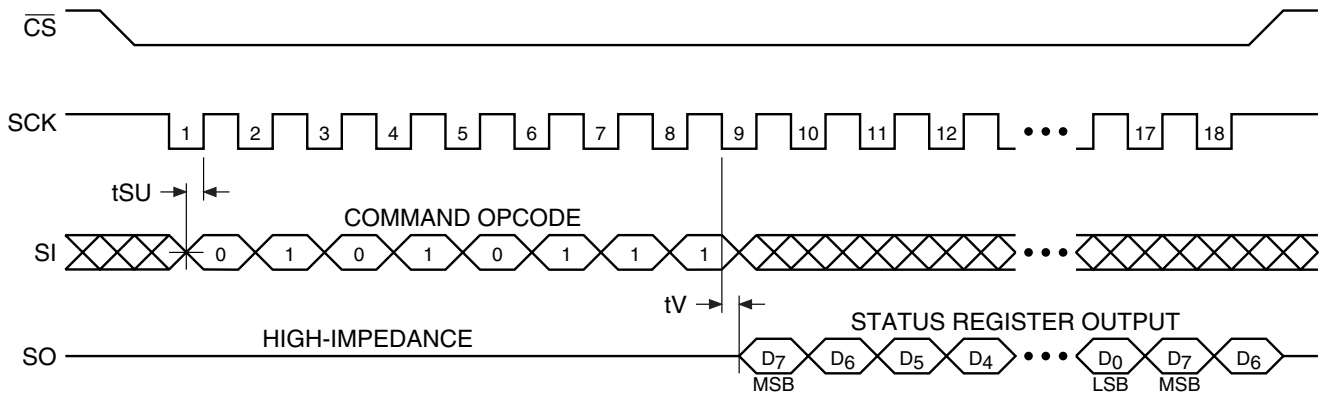 CS
SCK 1 2 3 4 5 6 7 8 9 10 11 12 17 18
tSU
COMMAND OPCODE
SI 0 1 0 1 0 1 1 1
tV
HIGH-IMPEDANCE
STATUS REGISTER OUTPUT
SO D7 D6 D5 D4 D0 D7 D6
MSB LSB MSB